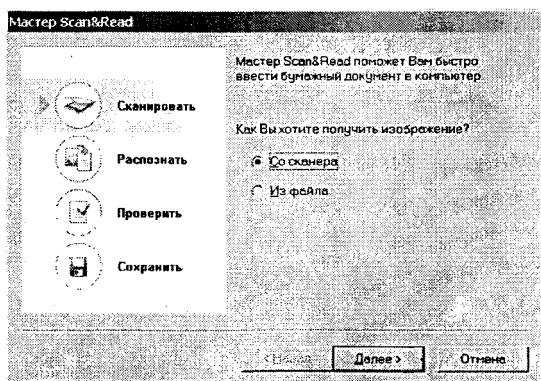 Мастер Scan&Read
Мастер Scan&Read поможет Вам быстро
ввести бумажный документ в компьютер.
Сканировать
Как Вы хотите получить изображение?
Распознать
Со сканера
Из файла
Проверить
Сохранить
< Назад
Далее >
Отмена